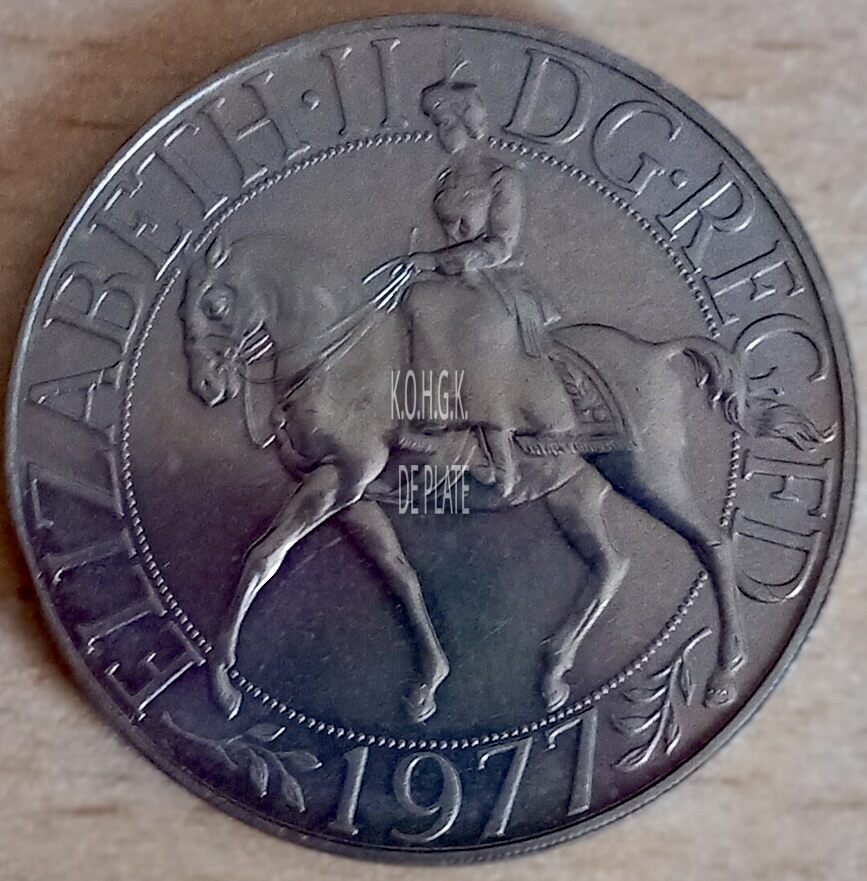 ELIZABETH·II DG·REG FD
1977
K.O.H.G.K.
DE PLATE